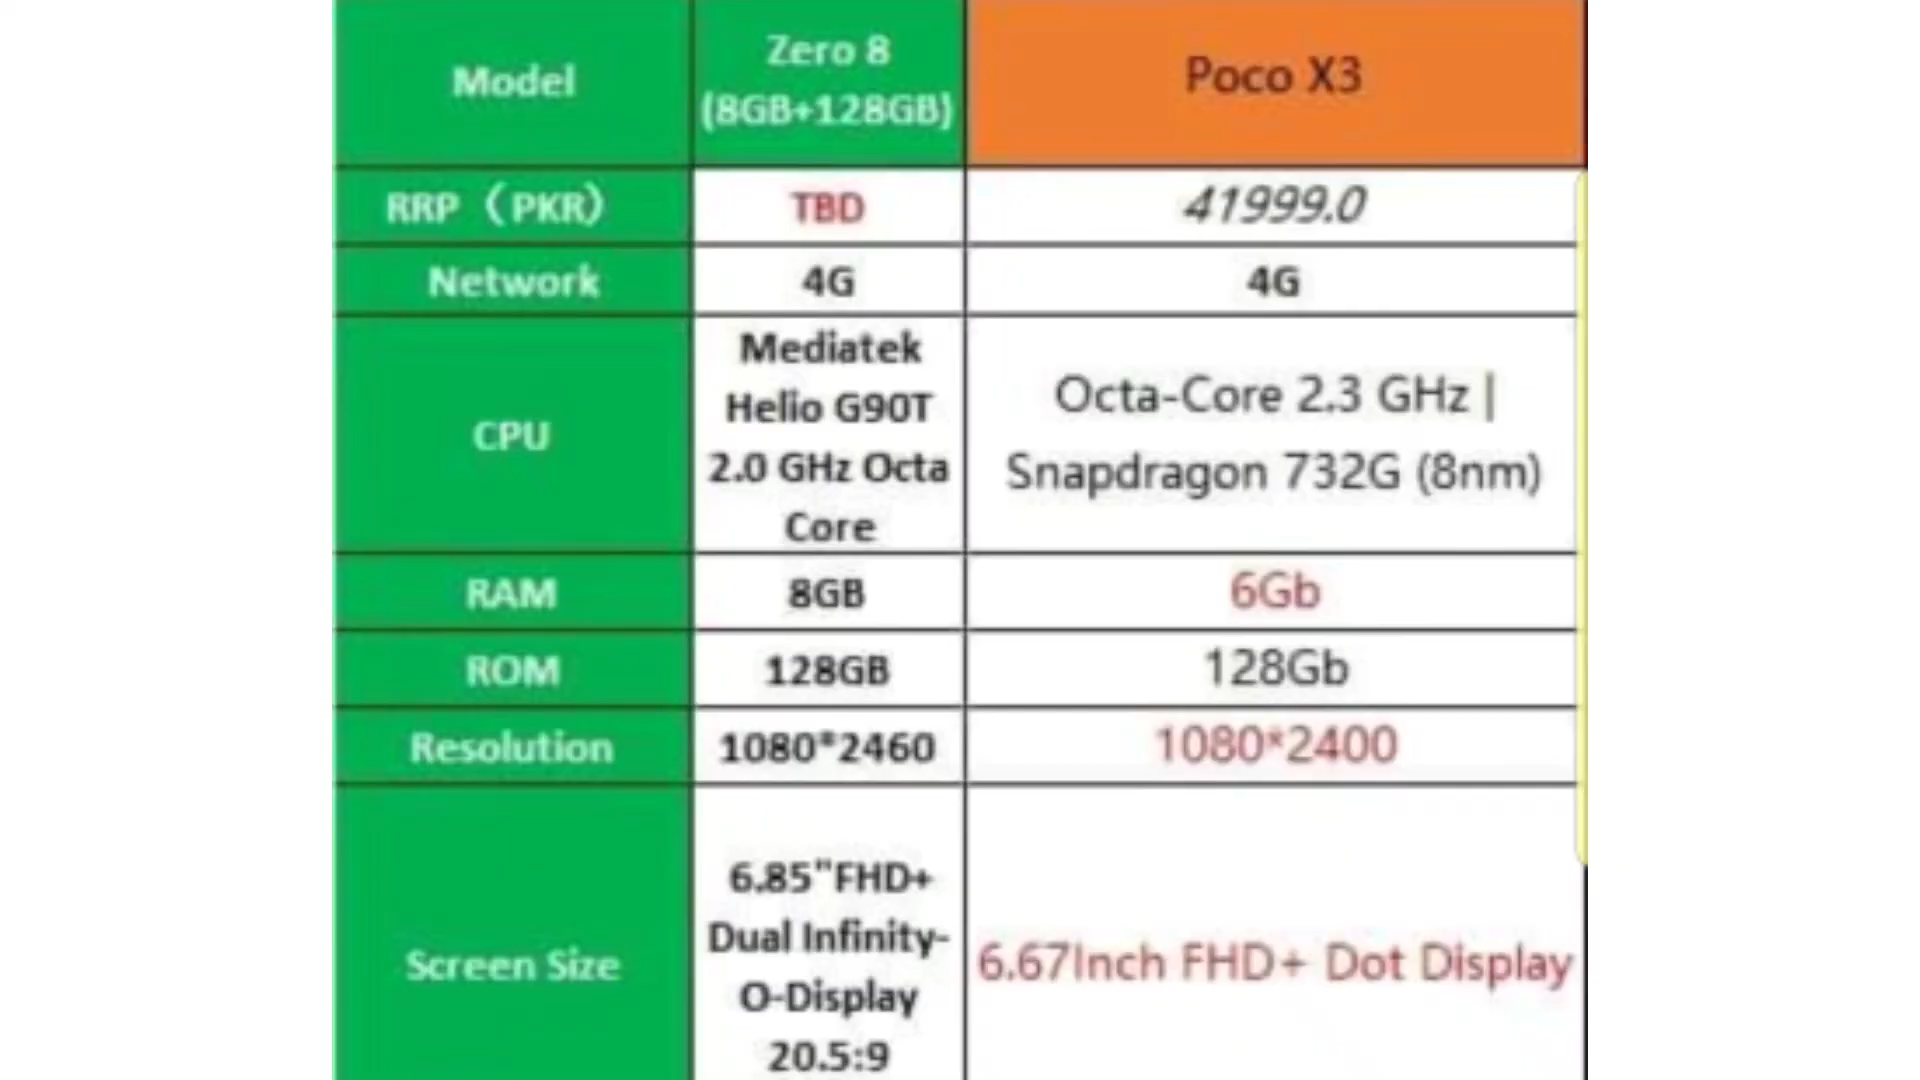 Model
Zero 8
(8GB+128GB)
Poco X3
RRP（PKR）
TBD
41999.0
Network
4G
4G
CPU
Mediatek
Helio G90T
2.0 GHz Octa
Core
Octa-Core 2.3 GHz |
Snapdragon 732G (8nm)
RAM
8GB
6Gb
ROM
128GB
128Gb
Resolution
1080*2460
1080*2400
Screen Size
6.85"FHD+
Dual Infinity-
O-Display
20.5:9
6.67Inch FHD+ Dot Display